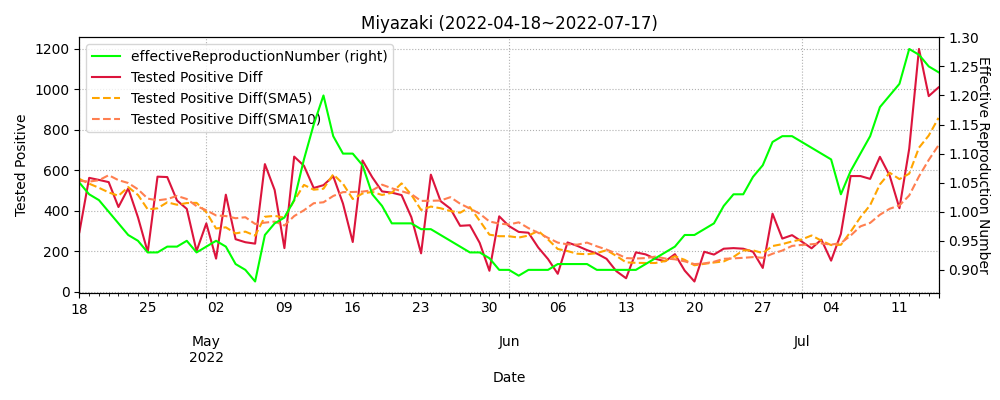 Miyazaki (2022-04-18~2022-07-17)
effectiveReproductionNumber (right)
Tested Positive Diff
Tested Positive Diff(SMA5)
Tested Positive Diff(SMA10)
Tested Positive
1200
1000
800
600
400
200
0
Effective Reproduction Number
1.30
1.25
1.20
1.15
1.10
1.05
1.00
0.95
0.90
18 25 02 09 16 23 30 06 13 20 27 04 11
May Jun Jul
2022
Date